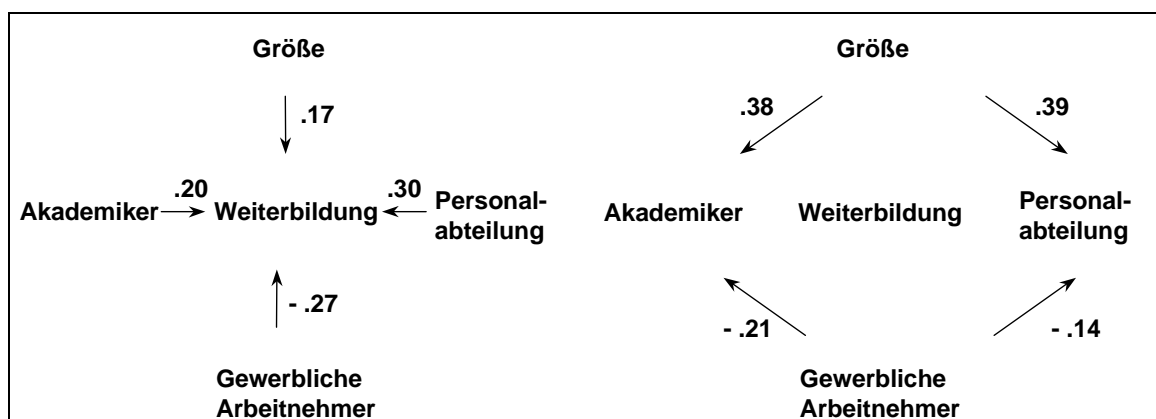 Größe
.17
.20
.30
Akademiker
Weiterbildung
Personal-
abteilung
- .27
Gewerbliche
Arbeitnehmer
Größe
.38
.39
Akademiker
Weiterbildung
Personal-
abteilung
- .21
- .14
Gewerbliche
Arbeitnehmer